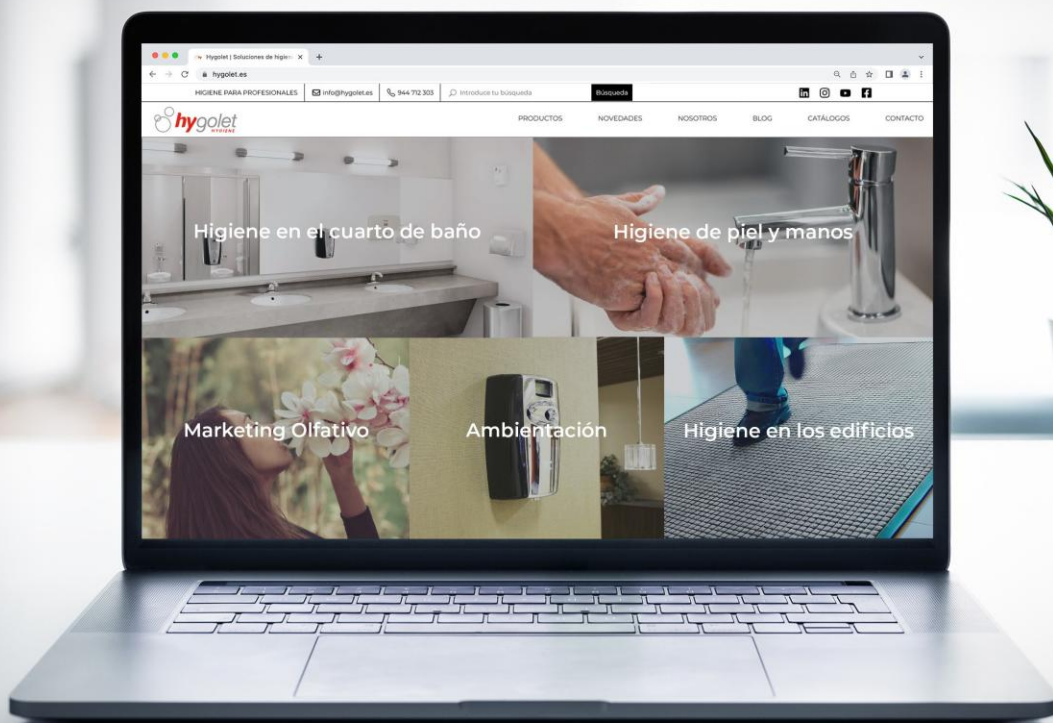 Hygolet | Soluciones de higien
hygolet.es
HIGIENE PARA PROFESIONALES
info@hygolet.es
944 712 303
Introduce tu búsqueda
Búsqueda
hygolet
HYGIENE
PRODUCTOS
NOVEDADES
NOSOTROS
BLOG
CATÁLOGOS
CONTACTO
Higiene en el cuarto de baño
Higiene de piel y manos
Marketing Olfativo
Ambientación
Higiene en los edificios